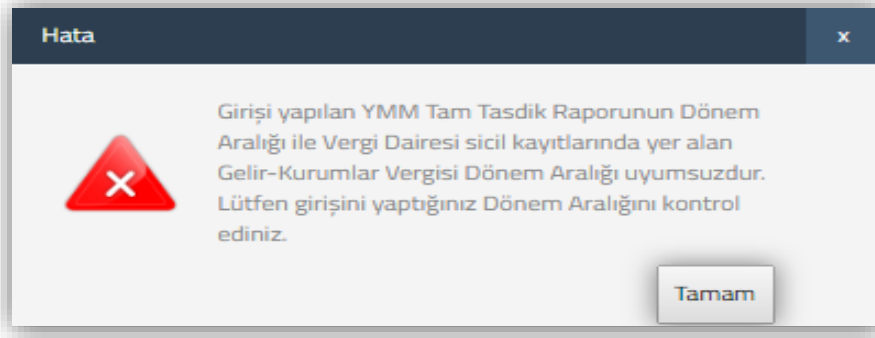 Hata
x
Girişi yapılan YMM Tam Tasdik Raporunun Dönem
Aralığı ile Vergi Dairesi sicil kayıtlarında yer alan
Gelir-Kurumlar Vergisi Dönem Aralığı uyumsuzdur.
Lütfen girişini yaptığınız Dönem Aralığını kontrol
ediniz.
Tamam